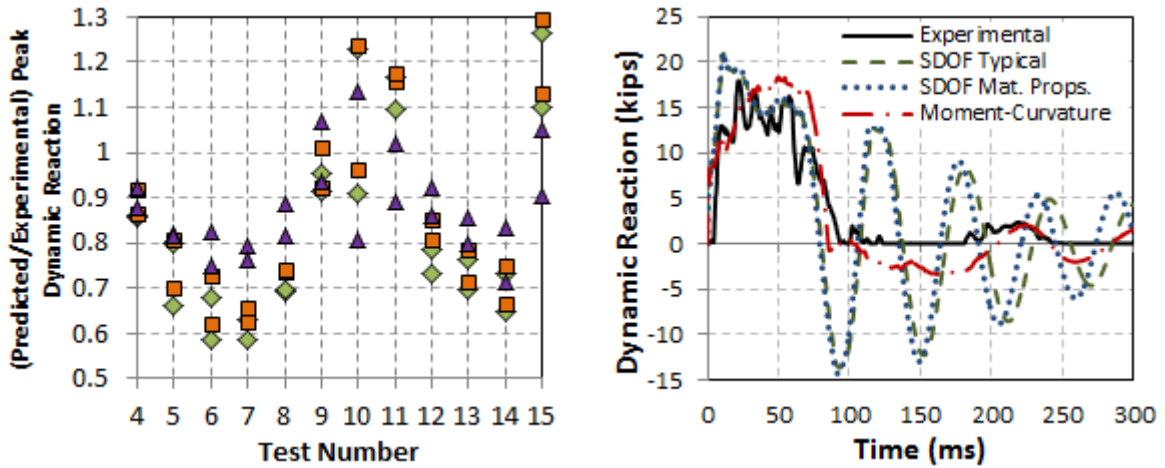 (Predicted/Experimental) Peak
Dynamic Reaction
1.3
1.2
1.1
1
0.9
0.8
0.7
0.6
0.5
4 5 6 7 8 9 10 11 12 13 14 15
Test Number
Dynamic Reaction (kips)
25
20
15
10
5
0
-5
-10
-15
Experimental
SDOF Typical
SDOF Mat. Props.
Moment-Curvature
0 50 100 150 200 250 300
Time (ms)